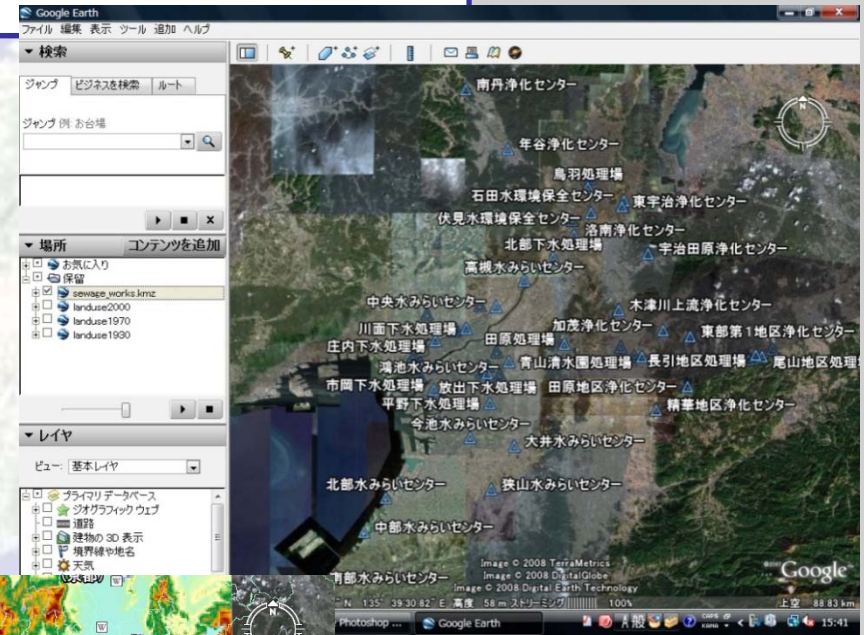 Google Earth
ファイル 編集 表示 ツール 追加 ヘルプ
▼ 検索
ジャンプ ビジネスを検索 ルート
ジャンプ 例: お台場
▼ 場所 コンテンツを追加
お気に入り
保留
sewage_works.kmz
landuse2000
landuse1970
landuse1930
▼ レイヤ
ビュー: 基本レイヤ
プライマリ データベース
ジオグラフィック ウェブ
道路
建物の 3D 表示
境界線や地名
天気
南丹浄化センター
年谷浄化センター
鳥羽処理場
石田水環境保全センター
東宇治浄化センター
伏見水環境保全センター
洛南浄化センター
北部下水処理場
宇治田原浄化センター
高槻水みらいセンター
中央水みらいセンター
木津川上流浄化センター
川面下水処理場
加茂浄化センター
東部第1地区浄化センター
庄内下水処理場
田原処理場
鴻池水みらいセンター
青山清水園処理場
長引地区処理場
尾山地区処理
市岡下水処理場
放出下水処理場
田原地区浄化センター
平野下水処理場
精華地区浄化センター
今池水みらいセンター
大井水みらいセンター
北部水みらいセンター
狭山水みらいセンター
中部水みらいセンター
南部水みらいセンター
Image © 2008 TerraMetrics
Image © 2008 DigitalGlobe
Image © 2008 Digital Earth Technology
Google
N 135° 39'30.82" E 高度 58 m ストリーミング 100% 上空 88.83 km
(京都)
W
W
N
Photoshop ... Google Earth A 般 CAPS KANA 15:41